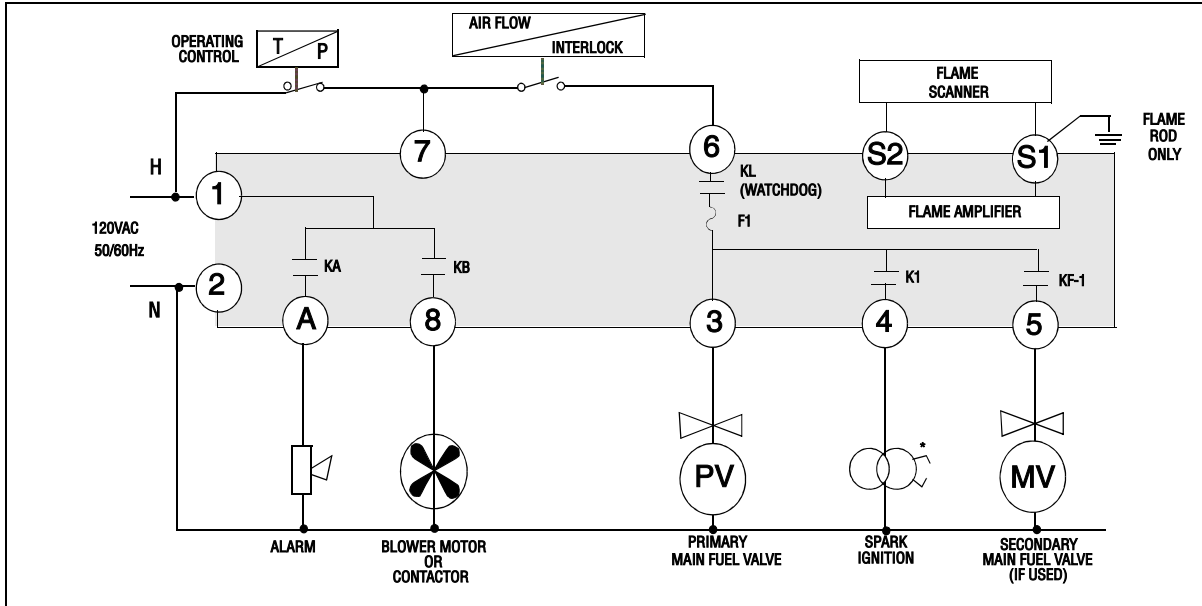 AIR FLOW
INTERLOCK
OPERATING
CONTROL
T
P
FLAME
SCANNER
FLAME
ROD
ONLY
7
6
S2
S1
H
1
KL
(WATCHDOG)
F1
FLAME AMPLIFIER
120VAC
50/60Hz
2
N
KA
KB
K1
KF-1
A
8
3
4
5
*
PV
MV
ALARM
BLOWER MOTOR
OR
CONTACTOR
PRIMARY
MAIN FUEL VALVE
SPARK
IGNITION
SECONDARY
MAIN FUEL VALVE
(IF USED)